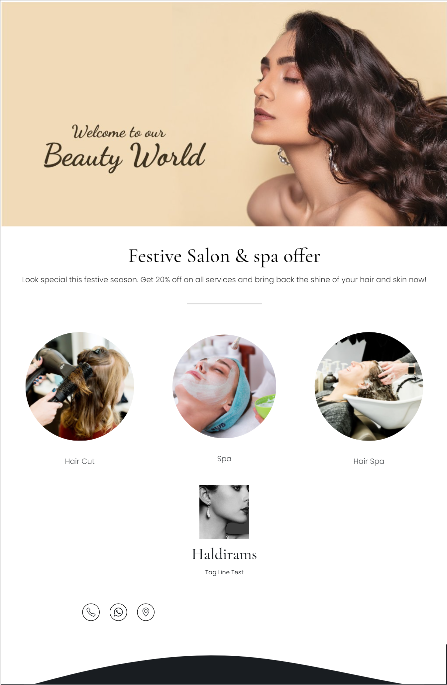 Welcome to our
Beauty World
Festive Salon & spa offer
Look special this festive season. Get 20% off on all services and bring back the shine of your hair and skin now!
Hair Cut
Spa
Hair Spa
Haldirams
Tag Line Text